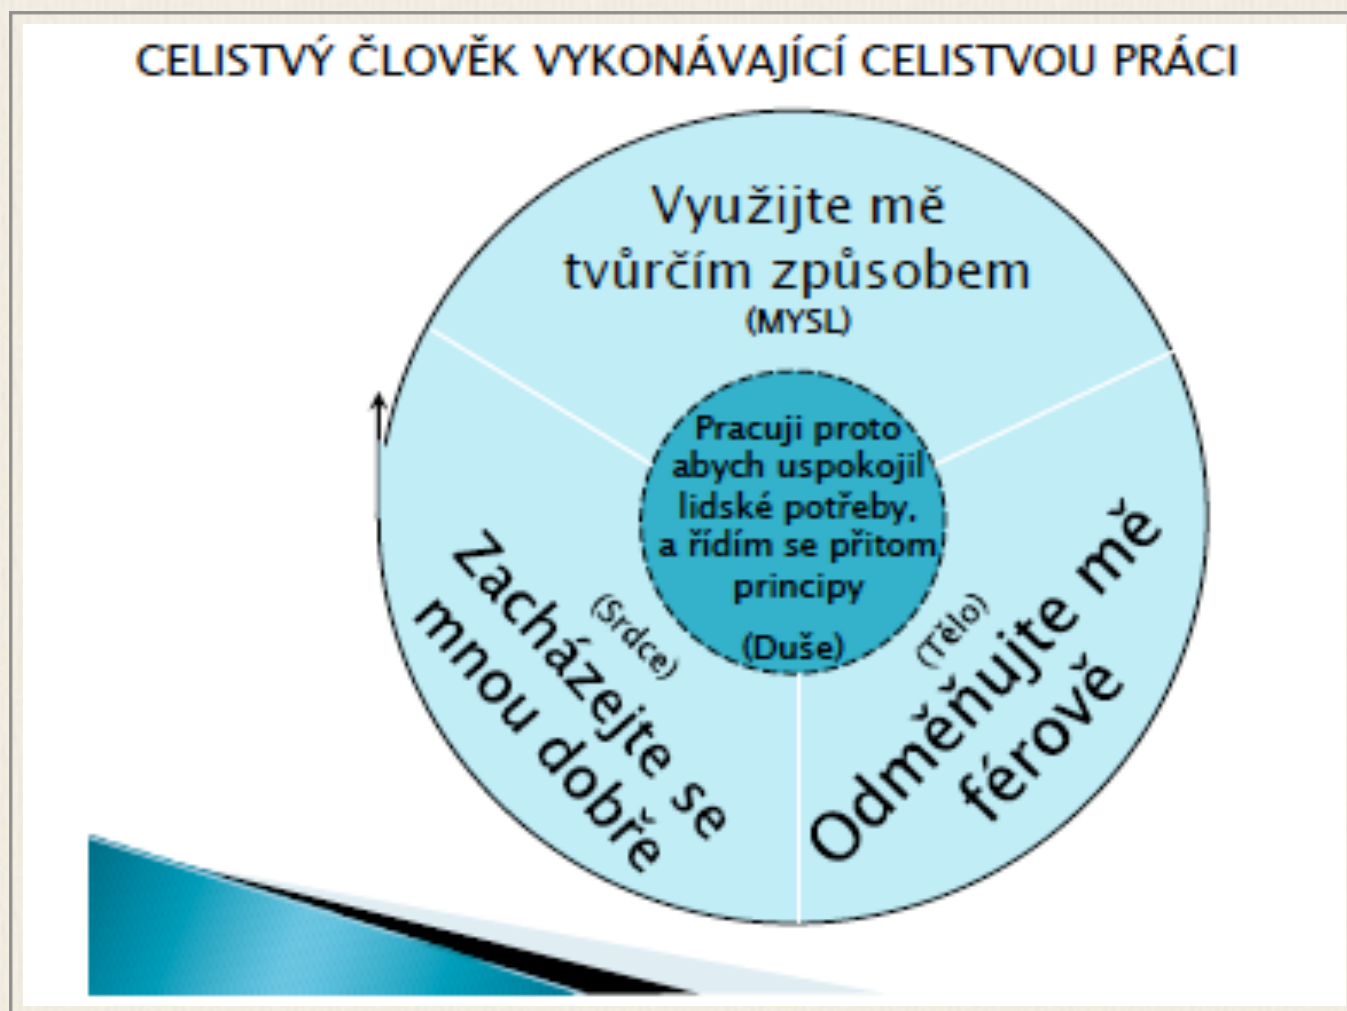 CELISTVÝ ČLOVĚK VYKONÁVAJÍCÍ CELISTVOU PRÁCI
Využijte mě
tvůrčím způsobem
(MYSL)
Pracuji proto
abych uspokojil
lidské potřeby,
a řídím se přitom
principy
(Duše)
(Srdce)
Zacházejte se
mnou dobře
(Tělo)
Odměňujte mě
férově